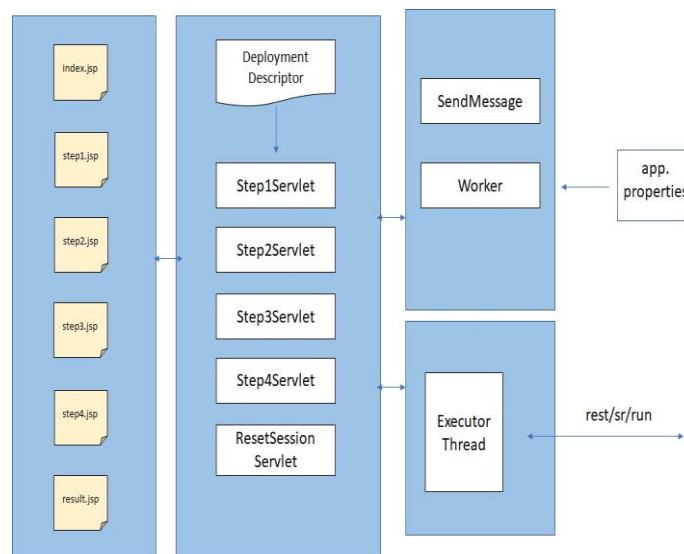 index.jsp
step1.jsp
step2.jsp
step3.jsp
step4.jsp
result.jsp
Deployment
Descriptor
Step1Servlet
Step2Servlet
Step3Servlet
Step4Servlet
ResetSession
Servlet
SendMessage
Worker
app.
properties
Executor
Thread
rest/sr/run